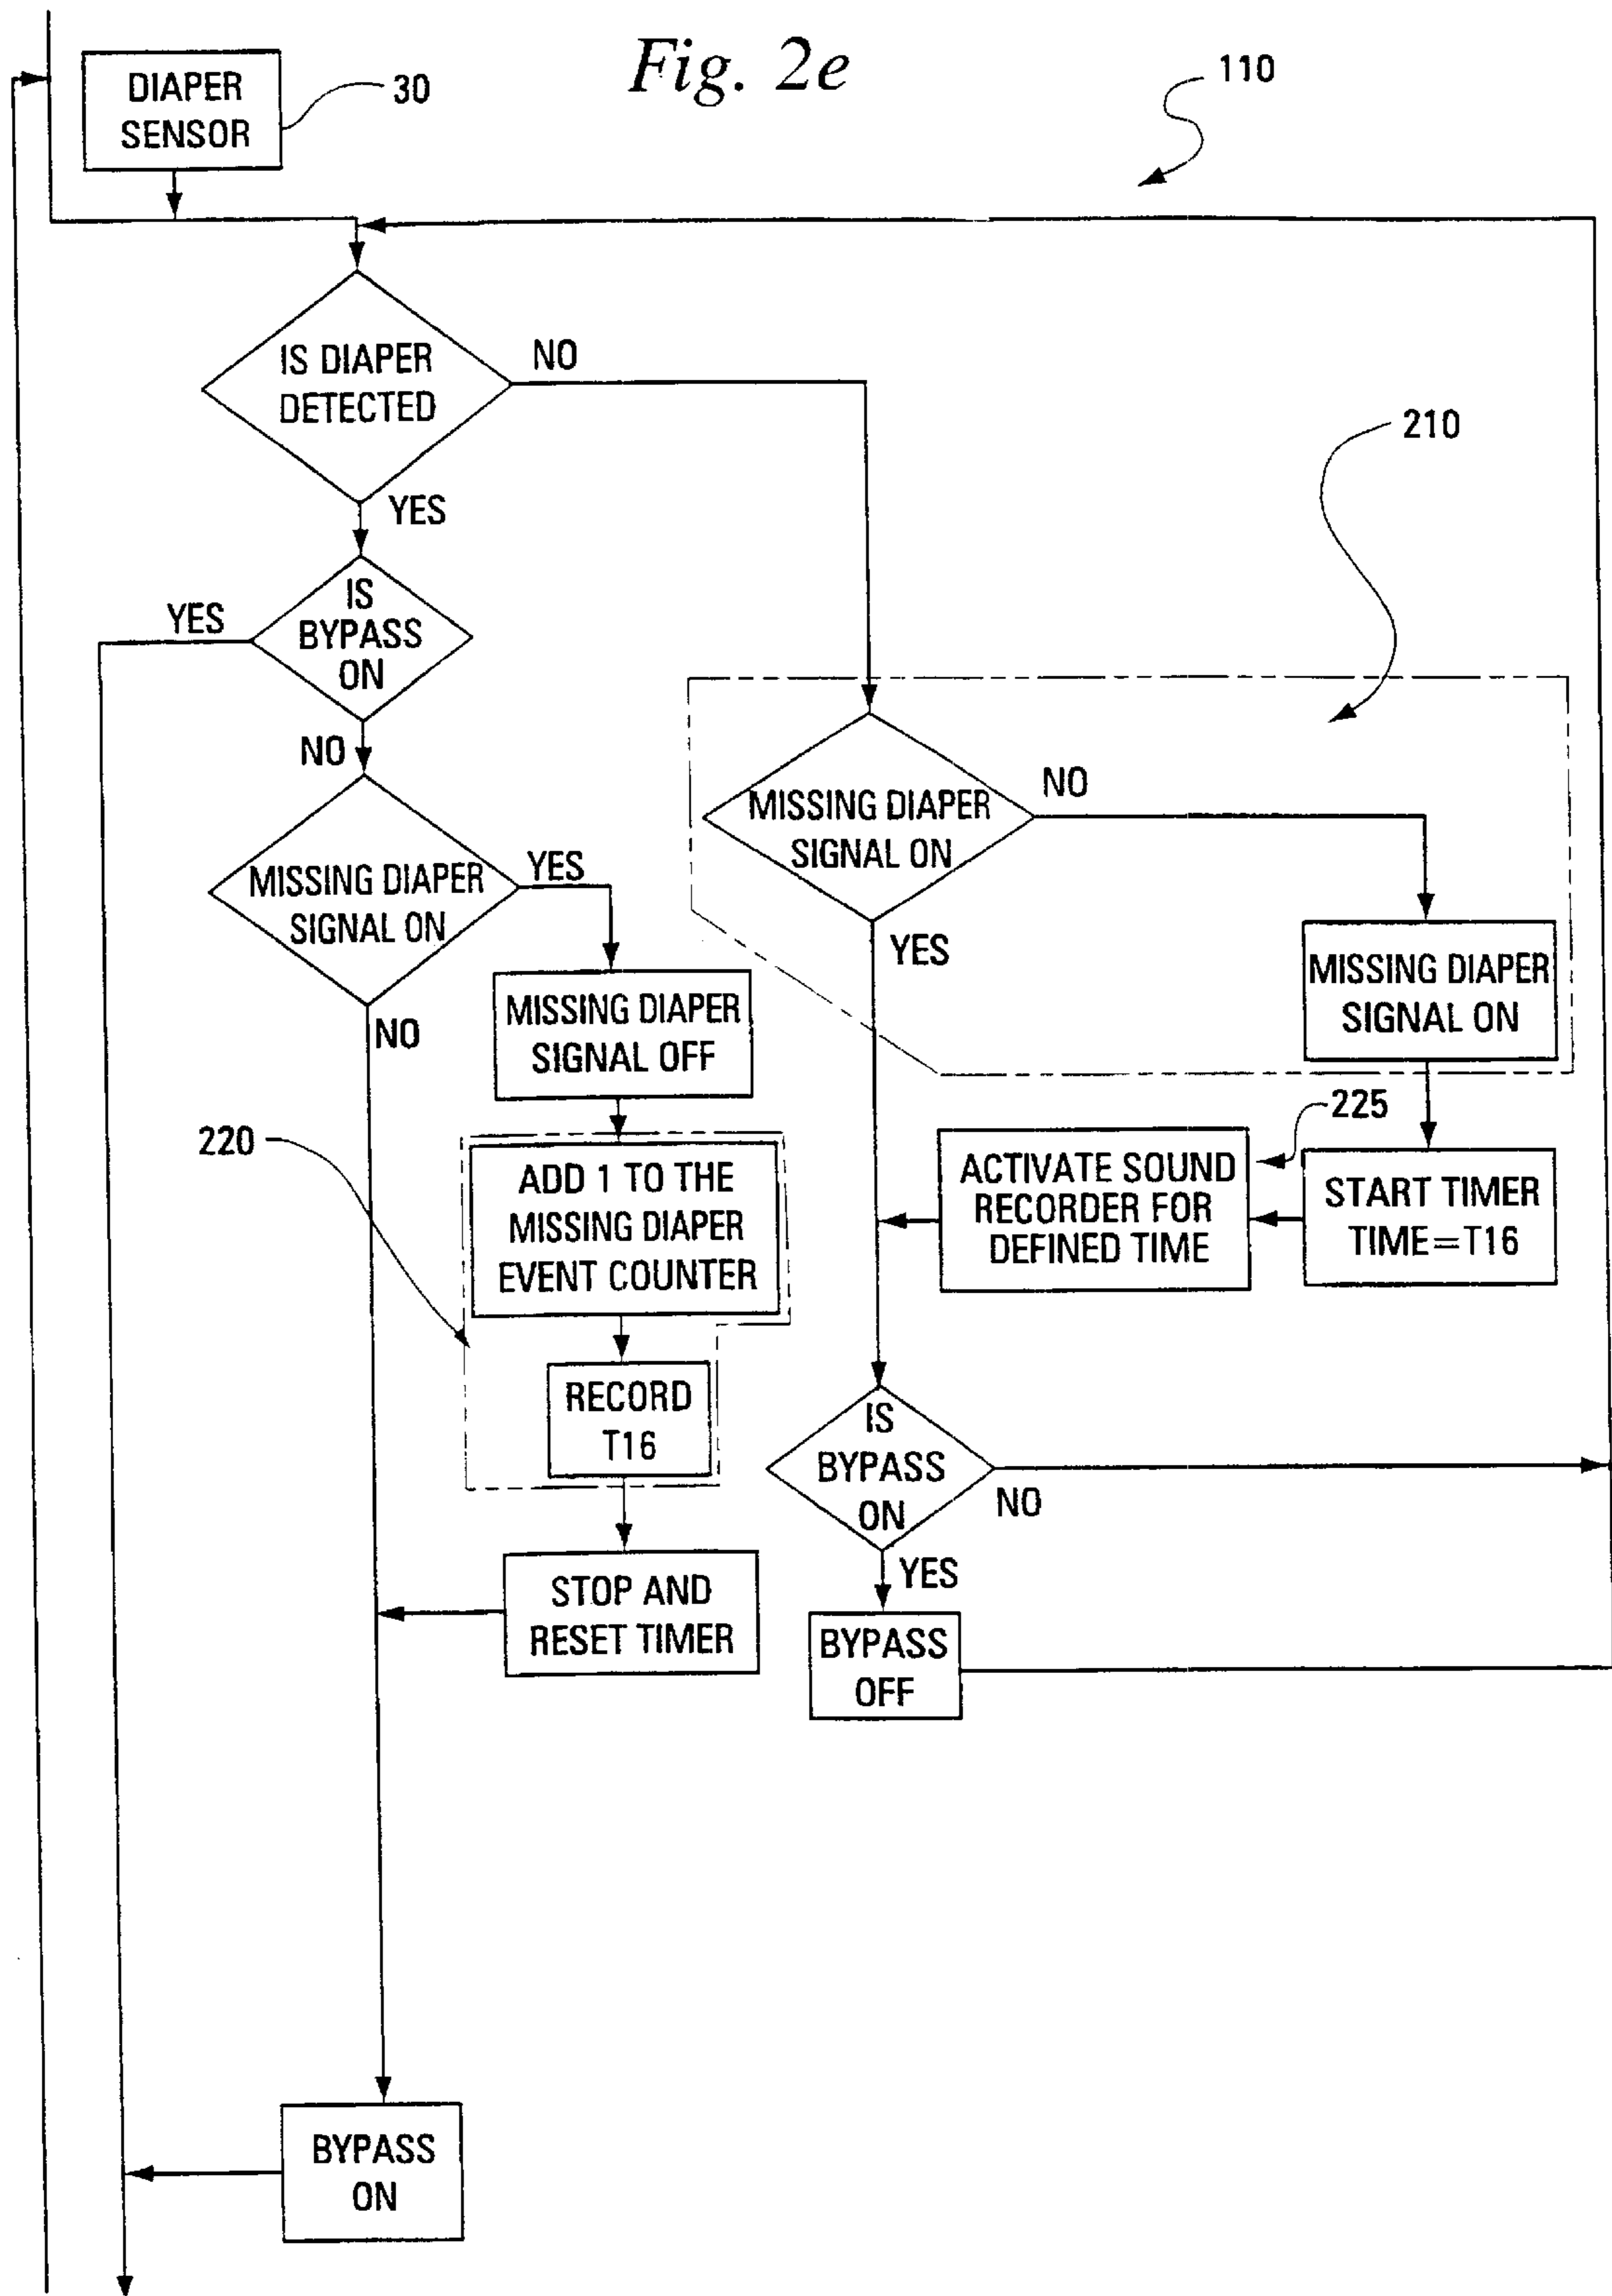 Fig. 2e
110
DIAPER
SENSOR
30
IS DIAPER
DETECTED
NO
YES
210
IS
BYPASS
ON
YES
NO
MISSING DIAPER
SIGNAL ON
NO
YES
MISSING DIAPER
SIGNAL ON
YES
NO
MISSING DIAPER
SIGNAL ON
MISSING DIAPER
SIGNAL OFF
220
ADD 1 TO THE
MISSING DIAPER
EVENT COUNTER
225
ACTIVATE SOUND
RECORDER FOR
DEFINED TIME
START TIMER
TIME=T16
RECORD
T16
IS
BYPASS
ON
NO
YES
STOP AND
RESET TIMER
BYPASS
OFF
BYPASS
ON